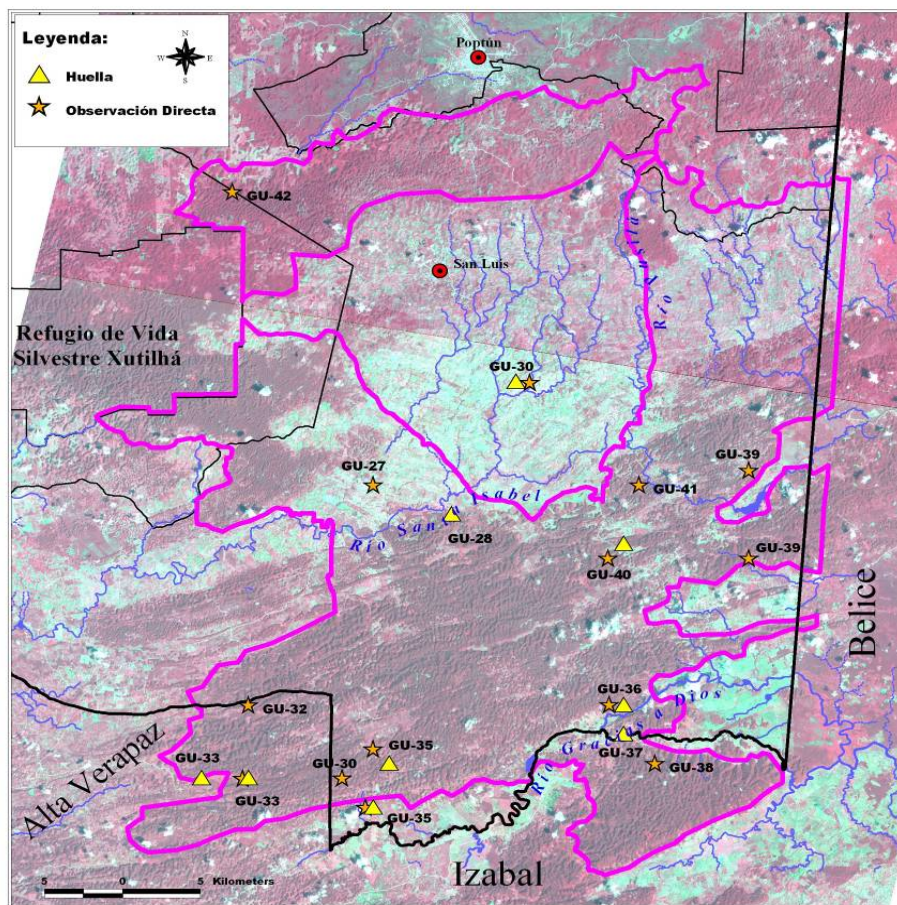 Leyenda:
N
W E
S
Huella
Observación Directa
Poptún
GU-42
San Luis
Río Machaquilá
Refugio de Vida
Silvestre Xutilhá
GU-30
GU-27
GU-39
GU-41
Río Santa Isabel
GU-28
GU-40
GU-39
Belice
GU-36
GU-32
Río Gracias a Dios
GU-37
Alta Verapaz
GU-33
GU-35
GU-30
GU-38
GU-33
GU-35
Izabal
5 0 5 Kilometers